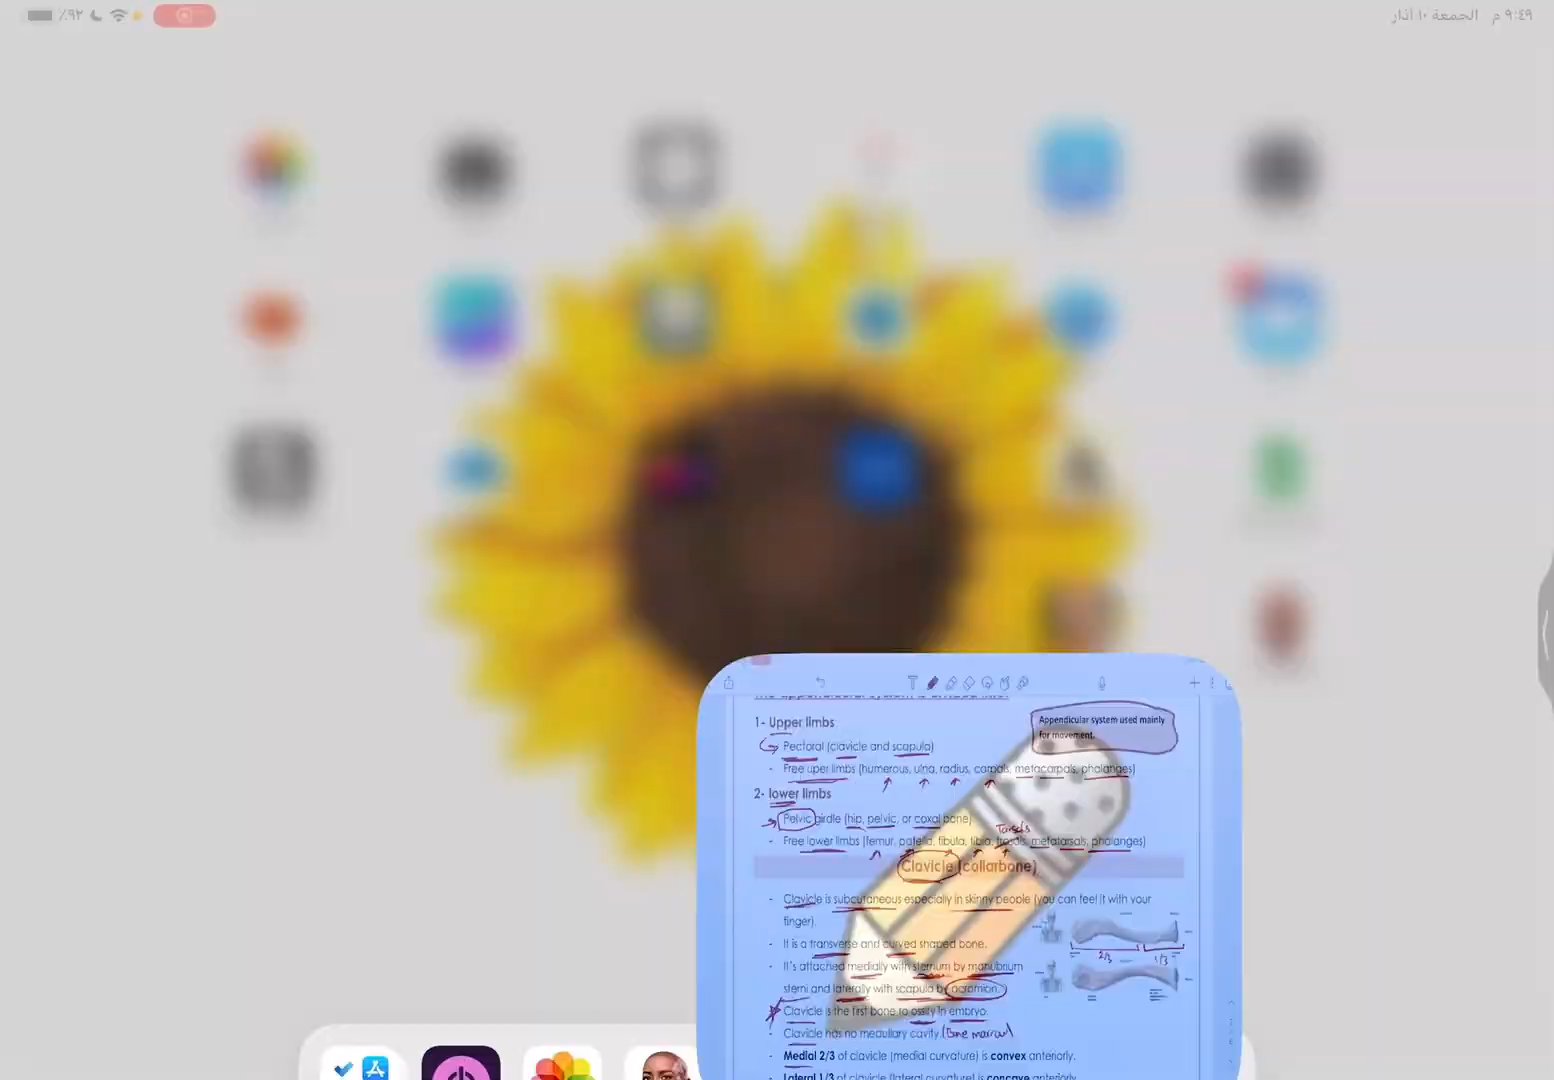 ٩:٤٩ م الجمعة ١٠ آذار
٪٩٢
1- Upper limbs
Appendicular system used mainly
for movement.
Pectoral (clavicle and scapula)
- Free uper limbs (humerous, ulna, radius, carpals, metacarpals, phalanges)
2- lower limbs
Pelvic girdle (hip, pelvic, or coxal bone)
Tarsals
- Free lower limbs (femur, patella, fibula, tibia, trasals, metatarsals, phalanges)
Clavicle (collarbone)
- Clavicle is subcutaneous especially in skinny people (you can feel it with your
finger).
- It is a transverse and curved shaped bone.
- It's attached medially with sternum by manubrium
sterni and laterally with scapula by acromion.
2/3 1/3
Clavicle is the first bone to ossify in embryo.
- Clavicle has no medullary cavity. (Bone marrow)
- Medial 2/3 of clavicle (medial curvature) is convex anteriorly.
- Lateral 1/3 of clavicle (lateral curvature) is concave anteriorly.